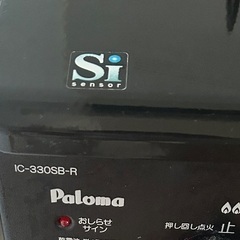 Si
sensor
IC-330SB-R
Paloma
おしらせ
サイン
押し回し点火
止